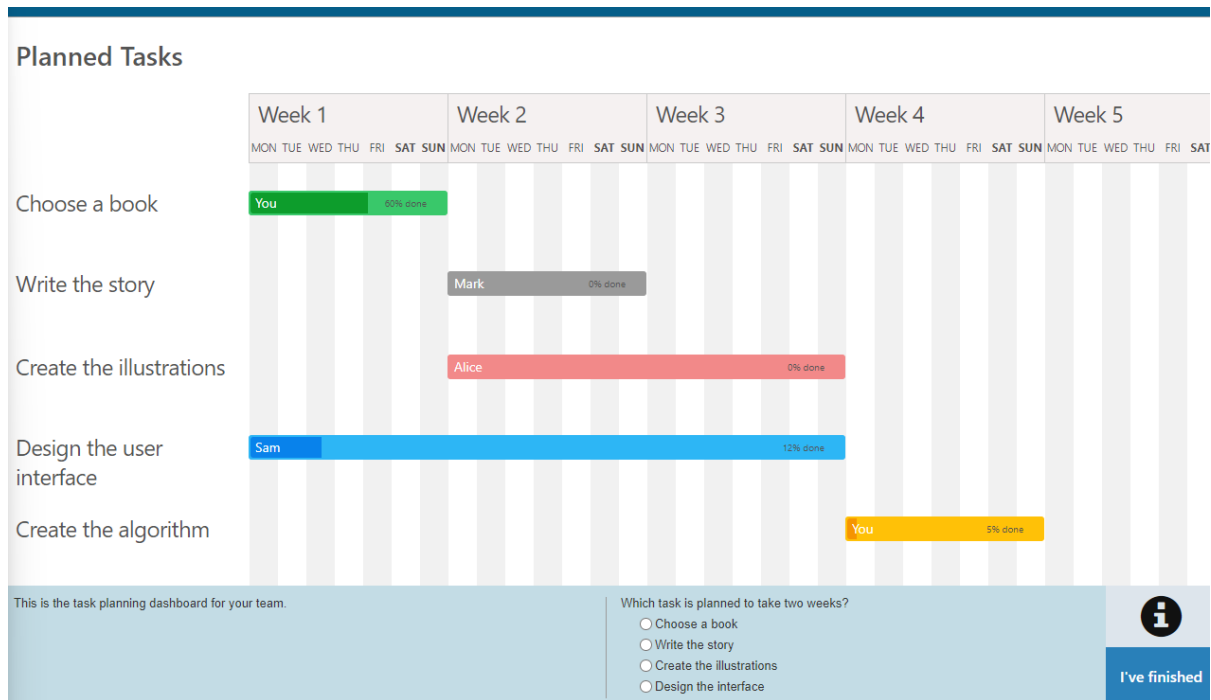 Planned Tasks
Week 1 Week 2 Week 3 Week 4 Week 5
MON TUE WED THU FRI SAT SUN MON TUE WED THU FRI SAT SUN MON TUE WED THU FRI SAT SUN MON TUE WED THU FRI SAT SUN MON TUE WED THU FRI SAT
Choose a book You 60% done
Write the story Mark 0% done
Create the illustrations Alice 0% done
Design the user Sam 12% done
interface
Create the algorithm You 5% done
This is the task planning dashboard for your team.
Which task is planned to take two weeks?
Choose a book
Write the story
Create the illustrations
Design the interface
I've finished